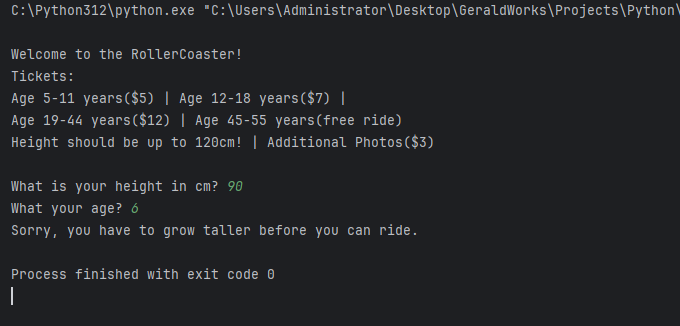 C:\Python312\python.exe "C:\Users\Administrator\Desktop\GeraldWorks\Projects\Python\
Welcome to the RollerCoaster!
Tickets:
Age 5-11 years($5) | Age 12-18 years($7) |
Age 19-44 years($12) | Age 45-55 years(free ride)
Height should be up to 120cm! | Additional Photos($3)
What is your height in cm? 90
What your age? 6
Sorry, you have to grow taller before you can ride.
Process finished with exit code 0